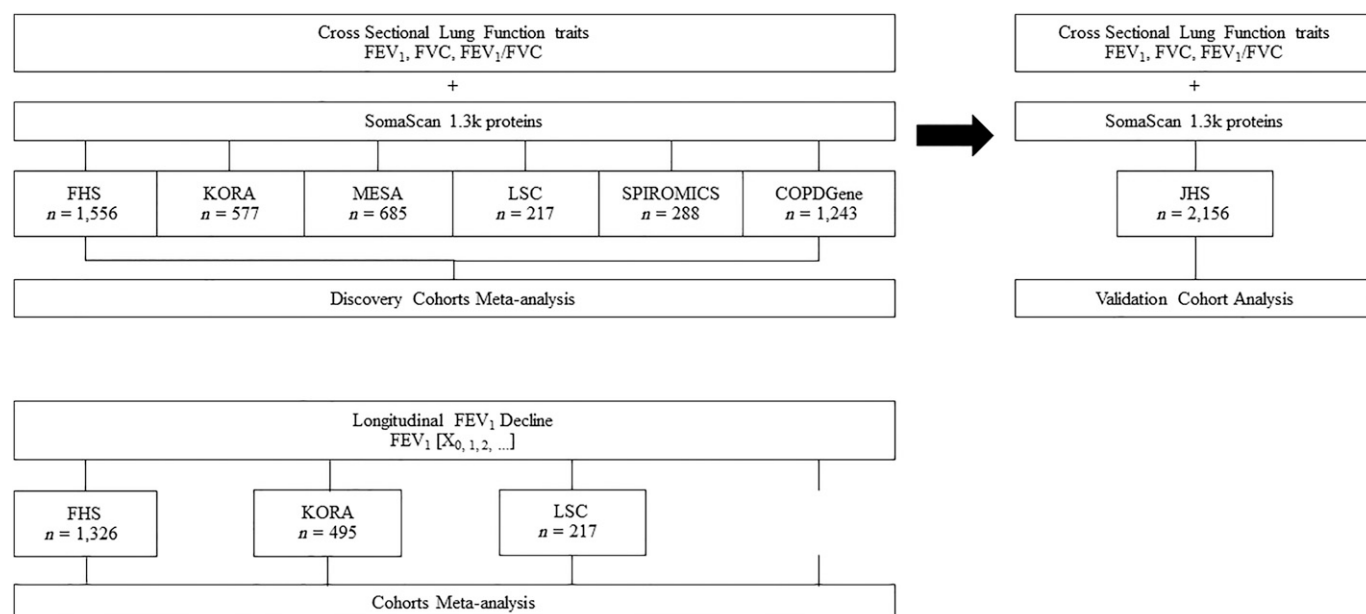 Cross Sectional Lung Function traits
FEV₁, FVC, FEV₁/FVC
+
SomaScan 1.3k proteins
FHS
n = 1,556
KORA
n = 577
MESA
n = 685
LSC
n = 217
SPIROMICS
n = 288
COPDGene
n = 1,243
Discovery Cohorts Meta-analysis
Cross Sectional Lung Function traits
FEV₁, FVC, FEV₁/FVC
+
SomaScan 1.3k proteins
JHS
n = 2,156
Validation Cohort Analysis
Longitudinal FEV₁ Decline
FEV₁ [X₀, ₁, ₂, ...]
FHS
n = 1,326
KORA
n = 495
LSC
n = 217
Cohorts Meta-analysis